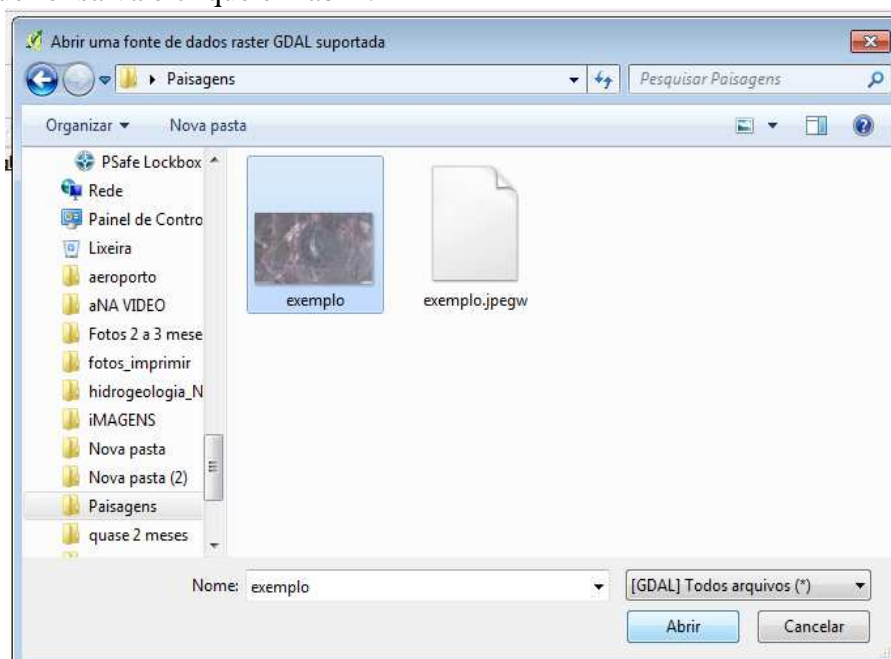 Abrir uma fonte de dados raster GDAL suportada
Paisagens
Pesquisar Paisagens
Organizar
Nova pasta
PSafe Lockbox
Rede
Painel de Contro
Lixeira
aeroporto
aNA VIDEO
Fotos 2 a 3 mese
fotos_imprimir
hidrogeologia_N
iMAGENS
Nova pasta
Nova pasta (2)
Paisagens
quase 2 meses
exemplo
exemplo.jpegw
Nome: exemplo
[GDAL] Todos arquivos (*)
Abrir
Cancelar